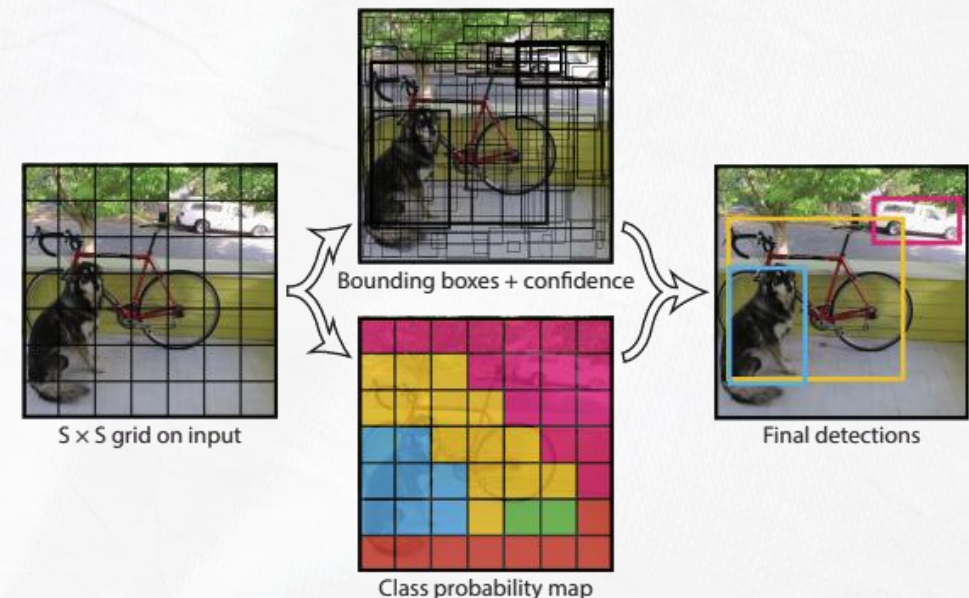 S × S grid on input
Bounding boxes + confidence
Class probability map
Final detections